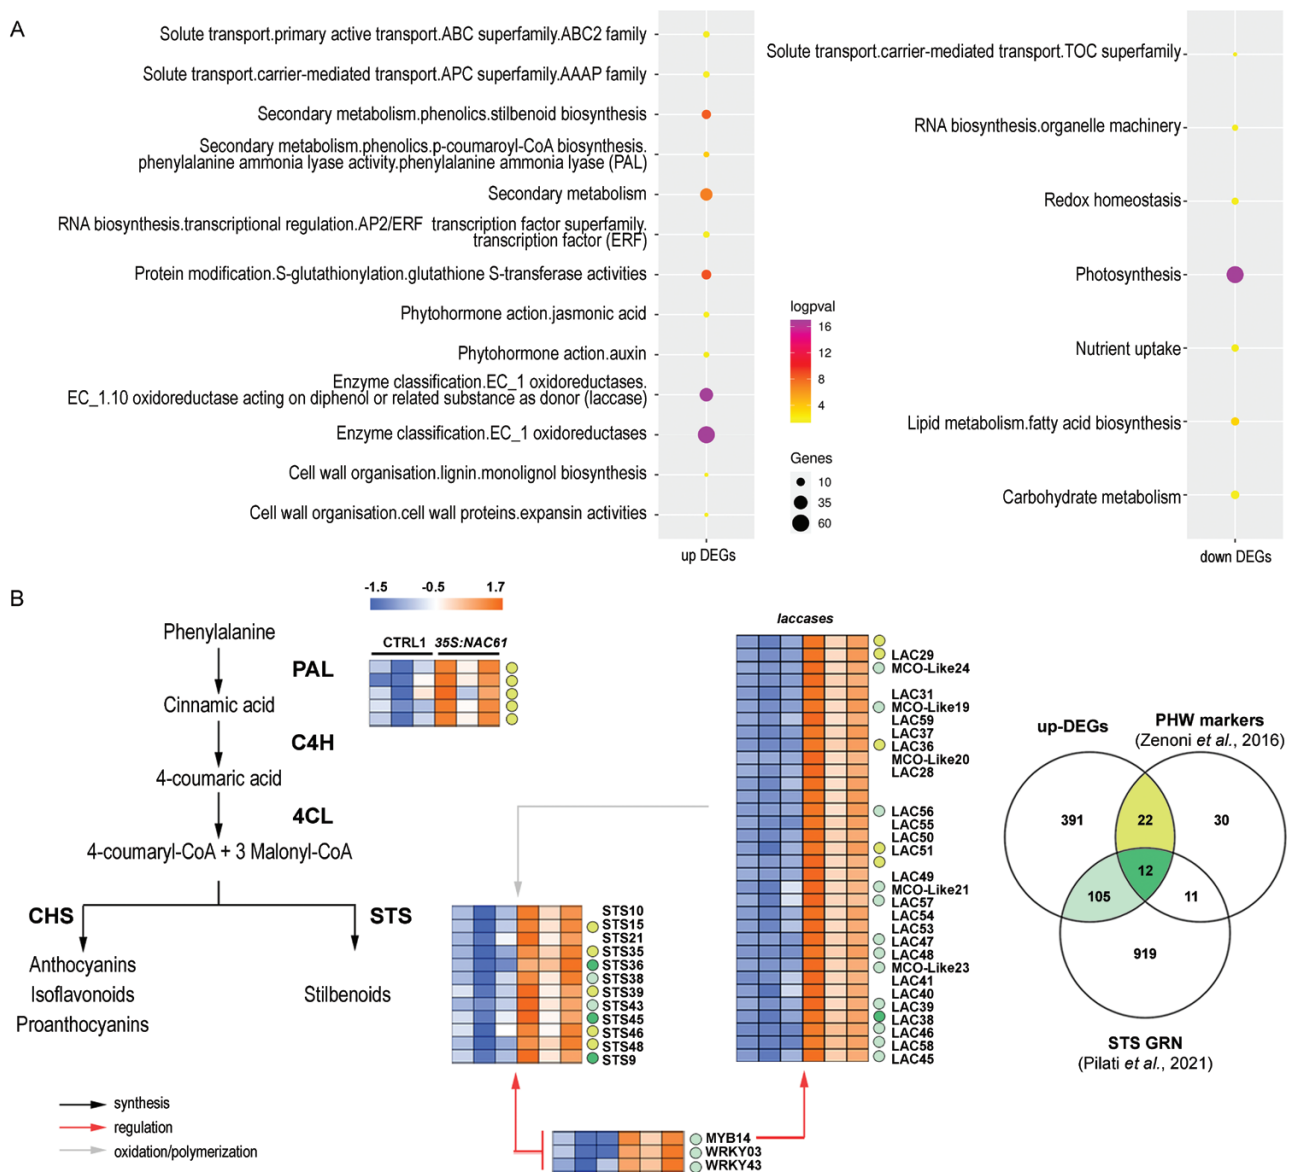 A
Solute transport.primary active transport.ABC superfamily.ABC2 family
Solute transport.carrier-mediated transport.APC superfamily.AAAP family
Secondary metabolism.phenolics.stilbenoid biosynthesis
Secondary metabolism.phenolics.p-coumaroyl-CoA biosynthesis.
phenylalanine ammonia lyase activity.phenylalanine ammonia lyase (PAL)
Secondary metabolism
RNA biosynthesis.transcriptional regulation.AP2/ERF transcription factor superfamily.
transcription factor (ERF)
Protein modification.S-glutathionylation.glutathione S-transferase activities
Phytohormone action.jasmonic acid
Phytohormone action.auxin
Enzyme classification.EC_1 oxidoreductases.
EC_1.10 oxidoreductase acting on diphenol or related substance as donor (laccase)
Enzyme classification.EC_1 oxidoreductases
Cell wall organisation.lignin.monolignol biosynthesis
Cell wall organisation.cell wall proteins.expansin activities
up DEGs
logpval
16
12
8
4
Genes
10
35
60
Solute transport.carrier-mediated transport.TOC superfamily
RNA biosynthesis.organelle machinery
Redox homeostasis
Photosynthesis
Nutrient uptake
Lipid metabolism.fatty acid biosynthesis
Carbohydrate metabolism
down DEGs
B
Phenylalanine
PAL
Cinnamic acid
C4H
4-coumaric acid
4CL
4-coumaryl-CoA + 3 Malonyl-CoA
CHS
STS
Anthocyanins
Isoflavonoids
Proanthocyanins
Stilbenoids
synthesis
regulation
oxidation/polymerization
-1.5 -0.5 1.7
CTRL1 35S:NAC61
STS10
STS15
STS21
STS35
STS36
STS38
STS39
STS43
STS45
STS46
STS48
STS9
MYB14
WRKY03
WRKY43
laccases
LAC29
MCO-Like24
LAC31
MCO-Like19
LAC59
LAC37
LAC36
MCO-Like20
LAC28
LAC56
LAC55
LAC50
LAC51
LAC49
MCO-Like21
LAC57
LAC54
LAC53
LAC47
LAC48
MCO-Like23
LAC41
LAC40
LAC39
LAC38
LAC46
LAC58
LAC45
up-DEGs
PHW markers
(Zenoni et al., 2016)
391
22
30
12
105
11
919
STS GRN
(Pilati et al., 2021)